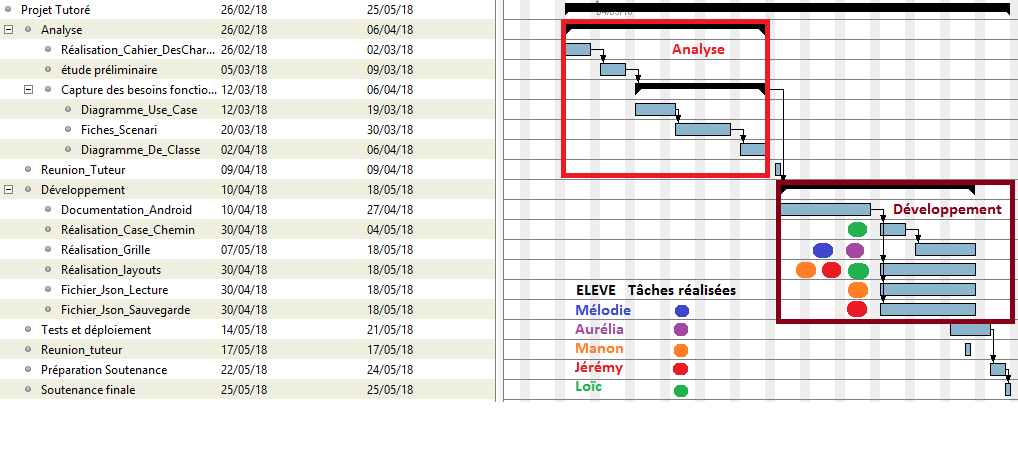 Projet Tutoré 26/02/18 25/05/18
Analyse 26/02/18 06/04/18
Réalisation_Cahier_DesChar... 26/02/18 02/03/18 Analyse
étude préliminaire 05/03/18 09/03/18
Capture des besoins fonctio... 12/03/18 06/04/18
Diagramme_Use_Case 12/03/18 19/03/18
Fiches_Scenari 20/03/18 30/03/18
Diagramme_De_Classe 02/04/18 06/04/18
Reunion_Tuteur 09/04/18 09/04/18
Développement 10/04/18 18/05/18
Documentation_Android 10/04/18 27/04/18 Développement
Réalisation_Case_Chemin 30/04/18 04/05/18
Réalisation_Grille 07/05/18 18/05/18
Réalisation_layouts 30/04/18 18/05/18
Fichier_Json_Lecture 30/04/18 18/05/18 ELEVE Tâches réalisées
Fichier_Json_Sauvegarde 30/04/18 18/05/18 Mélodie
Tests et déploiement 14/05/18 21/05/18 Aurélia
Reunion_tuteur 17/05/18 17/05/18 Manon
Préparation Soutenance 22/05/18 24/05/18 Jérémy
Soutenance finale 25/05/18 25/05/18 Loïc